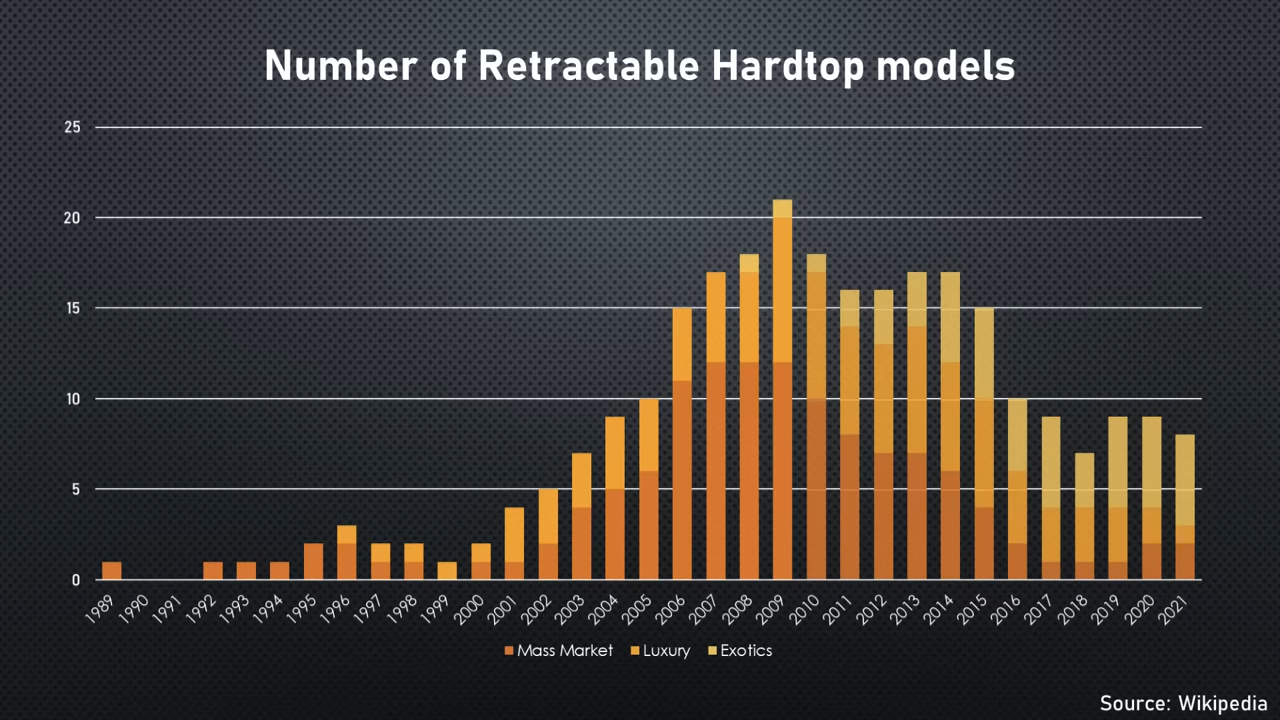 Number of Retractable Hardtop models
25
20
15
10
5
0
1989 1990 1991 1992 1993 1994 1995 1996 1997 1998 1999 2000 2001 2002 2003 2004 2005 2006 2007 2008 2009 2010 2011 2012 2013 2014 2015 2016 2017 2018 2019 2020 2021
Mass Market Luxury Exotics
Source: Wikipedia